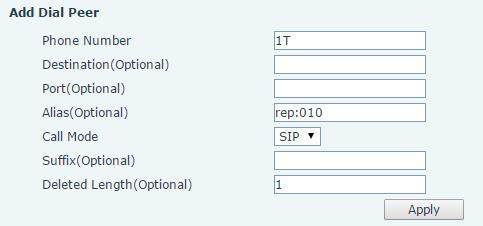 Add Dial Peer
Phone Number 1T
Destination(Optional)
Port(Optional)
Alias(Optional) rep:010
Call Mode SIP
Suffix(Optional)
Deleted Length(Optional) 1
Apply